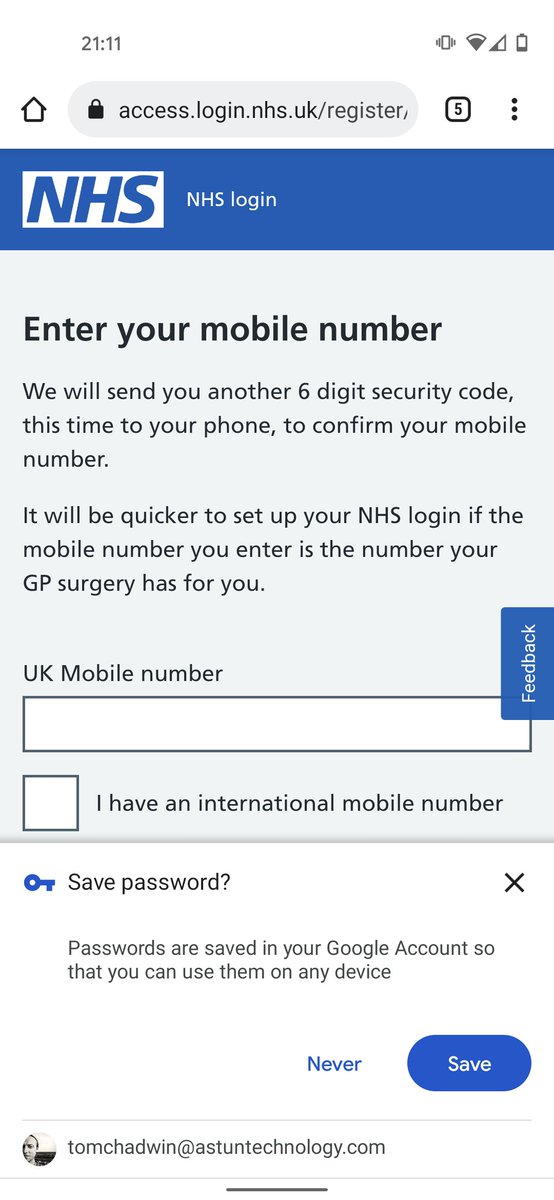 21:11
access.login.nhs.uk/register/
5
NHS
NHS login
Enter your mobile number
We will send you another 6 digit security code,
this time to your phone, to confirm your mobile
number.
It will be quicker to set up your NHS login if the
mobile number you enter is the number your
GP surgery has for you.
Feedback
UK Mobile number
I have an international mobile number
Save password?
Passwords are saved in your Google Account so
that you can use them on any device
Never
Save
tomchadwin@astuntechnology.com